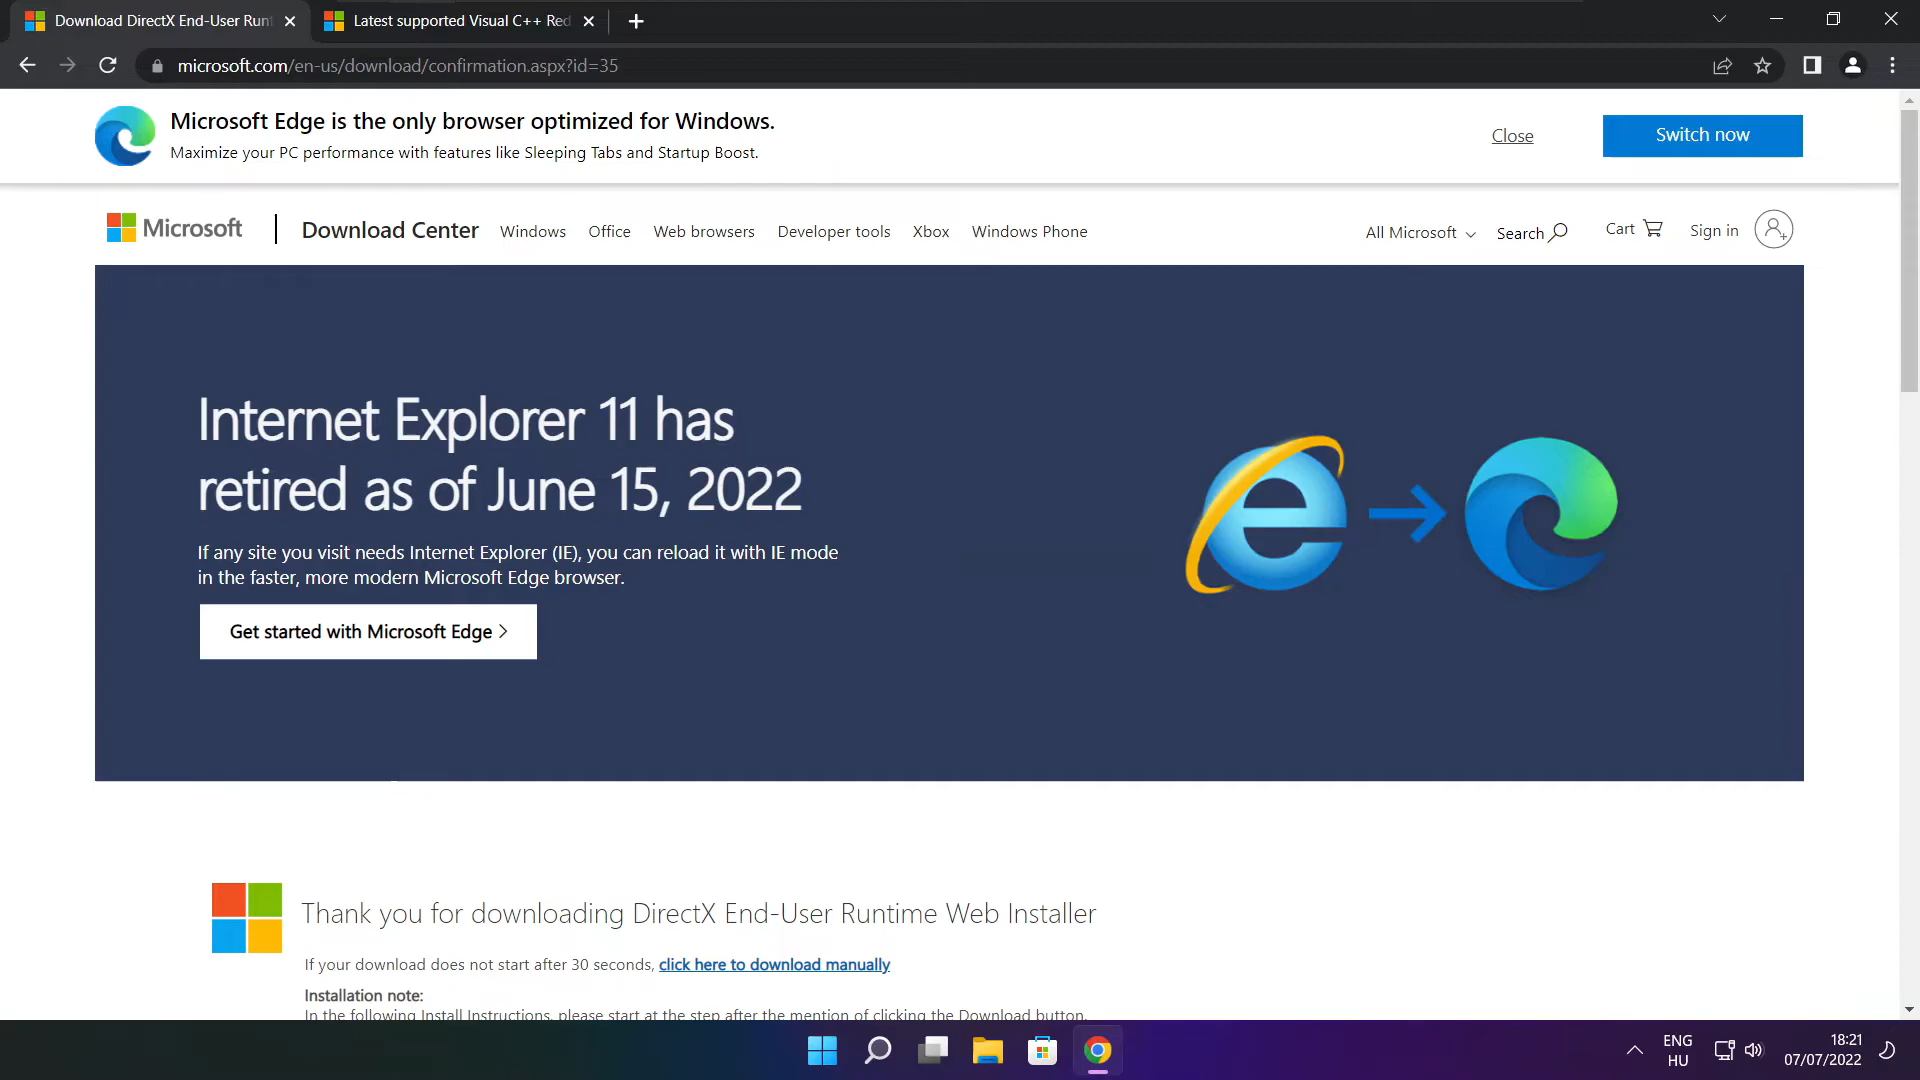 Download DirectX End-User Runt
Latest supported Visual C++ Red
microsoft.com/en-us/download/confirmation.aspx?id=35
Microsoft Edge is the only browser optimized for Windows.
Maximize your PC performance with features like Sleeping Tabs and Startup Boost.
Close
Switch now
Microsoft
Download Center
Windows
Office
Web browsers
Developer tools
Xbox
Windows Phone
All Microsoft
Search
Cart
Sign in
Internet Explorer 11 has
retired as of June 15, 2022
If any site you visit needs Internet Explorer (IE), you can reload it with IE mode
in the faster, more modern Microsoft Edge browser.
Get started with Microsoft Edge >
Thank you for downloading DirectX End-User Runtime Web Installer
If your download does not start after 30 seconds, click here to download manually
Installation note:
In the following Install Instructions, please start at the step after the mention of clicking the Download button.
ENG
HU
18:21
07/07/2022